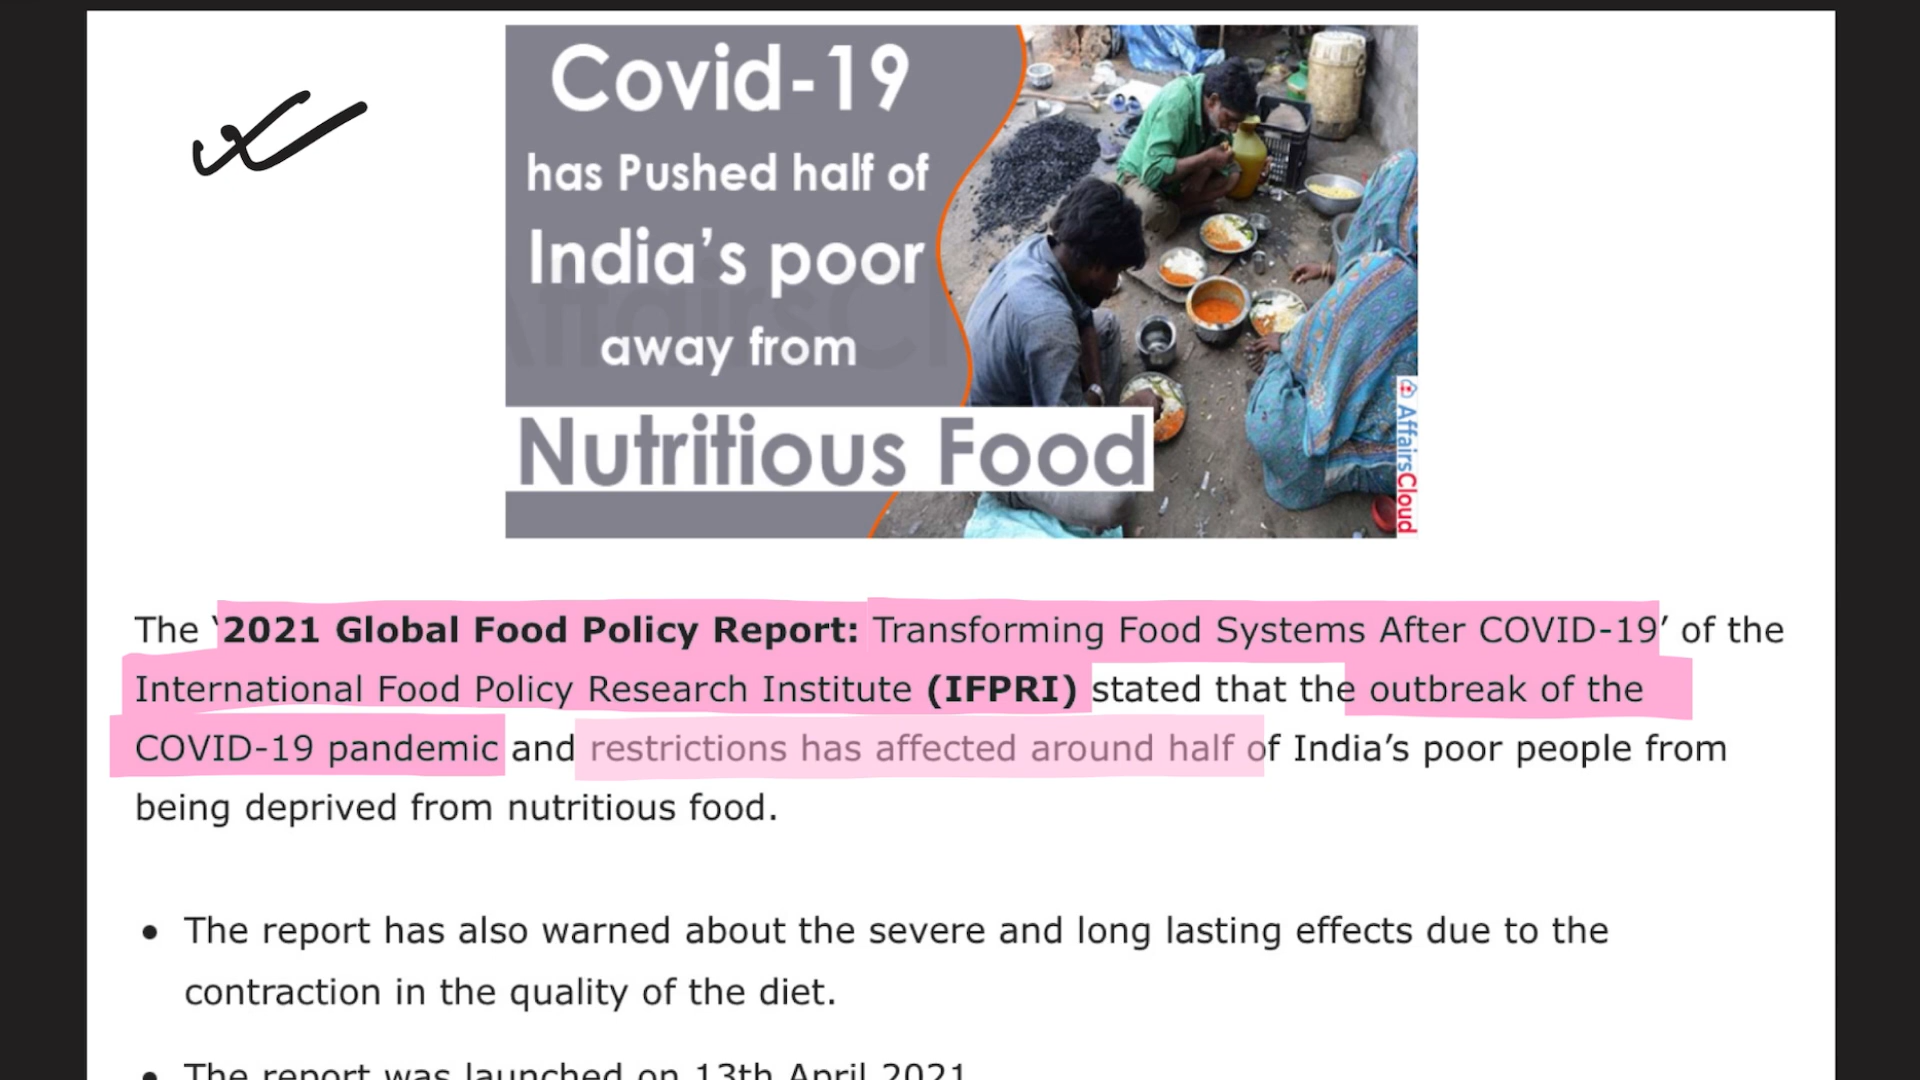 Covid-19
has Pushed half of
India’s poor
away from
Nutritious Food
AffairsCloud
The ‘2021 Global Food Policy Report: Transforming Food Systems After COVID-19’ of the
International Food Policy Research Institute (IFPRI) stated that the outbreak of the
COVID-19 pandemic and restrictions has affected around half of India’s poor people from
being deprived from nutritious food.
• The report has also warned about the severe and long lasting effects due to the
contraction in the quality of the diet.
• The report was launched on 13th April 2021